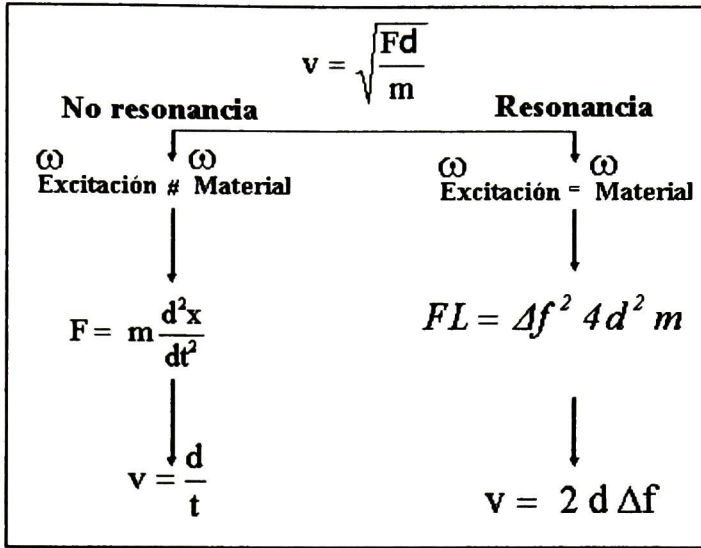 v = √(Fd/m)
No resonancia Resonancia
ω ω ω ω
Excitación # Material Excitación = Material
F = m d²x/dt² FL = Δf² 4d² m
v = d/t v = 2 d Δf